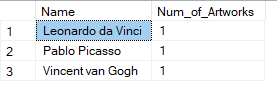 Name Num_of_Artworks
1 Leonardo da Vinci 1
2 Pablo Picasso 1
3 Vincent van Gogh 1